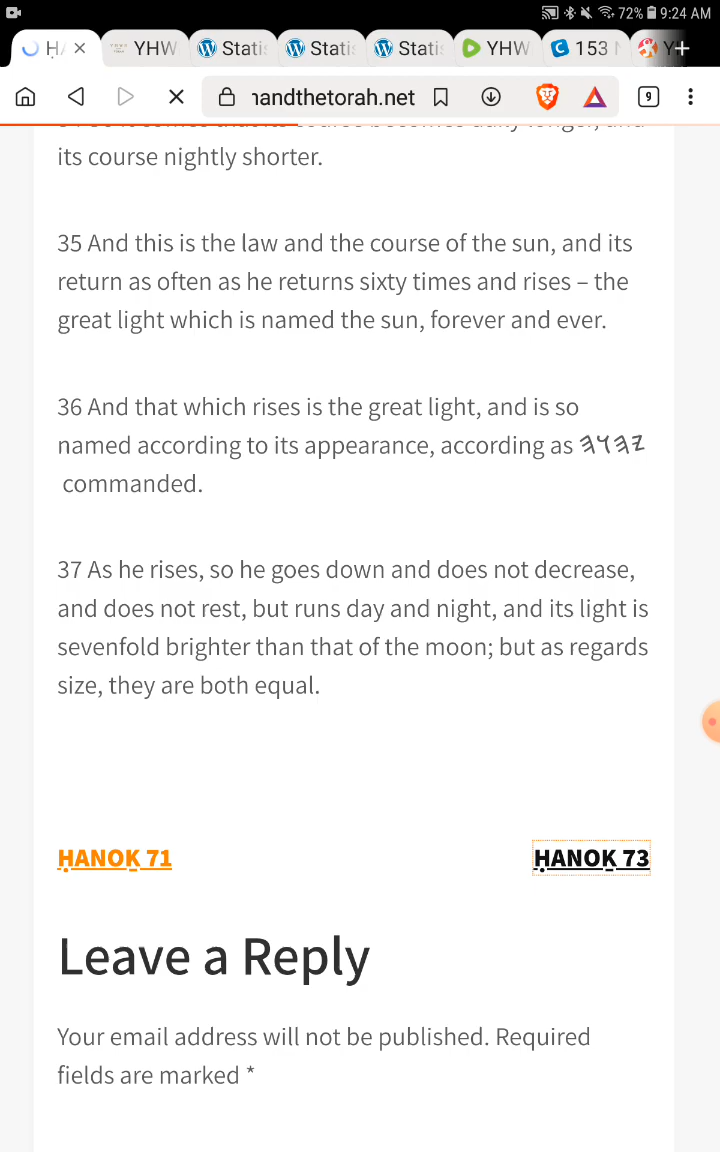 72% 9:24 AM
Ḥ/ × YHW Statis Statis Statis YHW 153 Y +
handthetorah.net 9
its course nightly shorter.
35 And this is the law and the course of the sun, and its
return as often as he returns sixty times and rises – the
great light which is named the sun, forever and ever.
36 And that which rises is the great light, and is so
named according to its appearance, according as 𐤉𐤄𐤅𐤄
commanded.
37 As he rises, so he goes down and does not decrease,
and does not rest, but runs day and night, and its light is
sevenfold brighter than that of the moon; but as regards
size, they are both equal.
ḤANOḴ 71 ḤANOḴ 73
Leave a Reply
Your email address will not be published. Required
fields are marked *